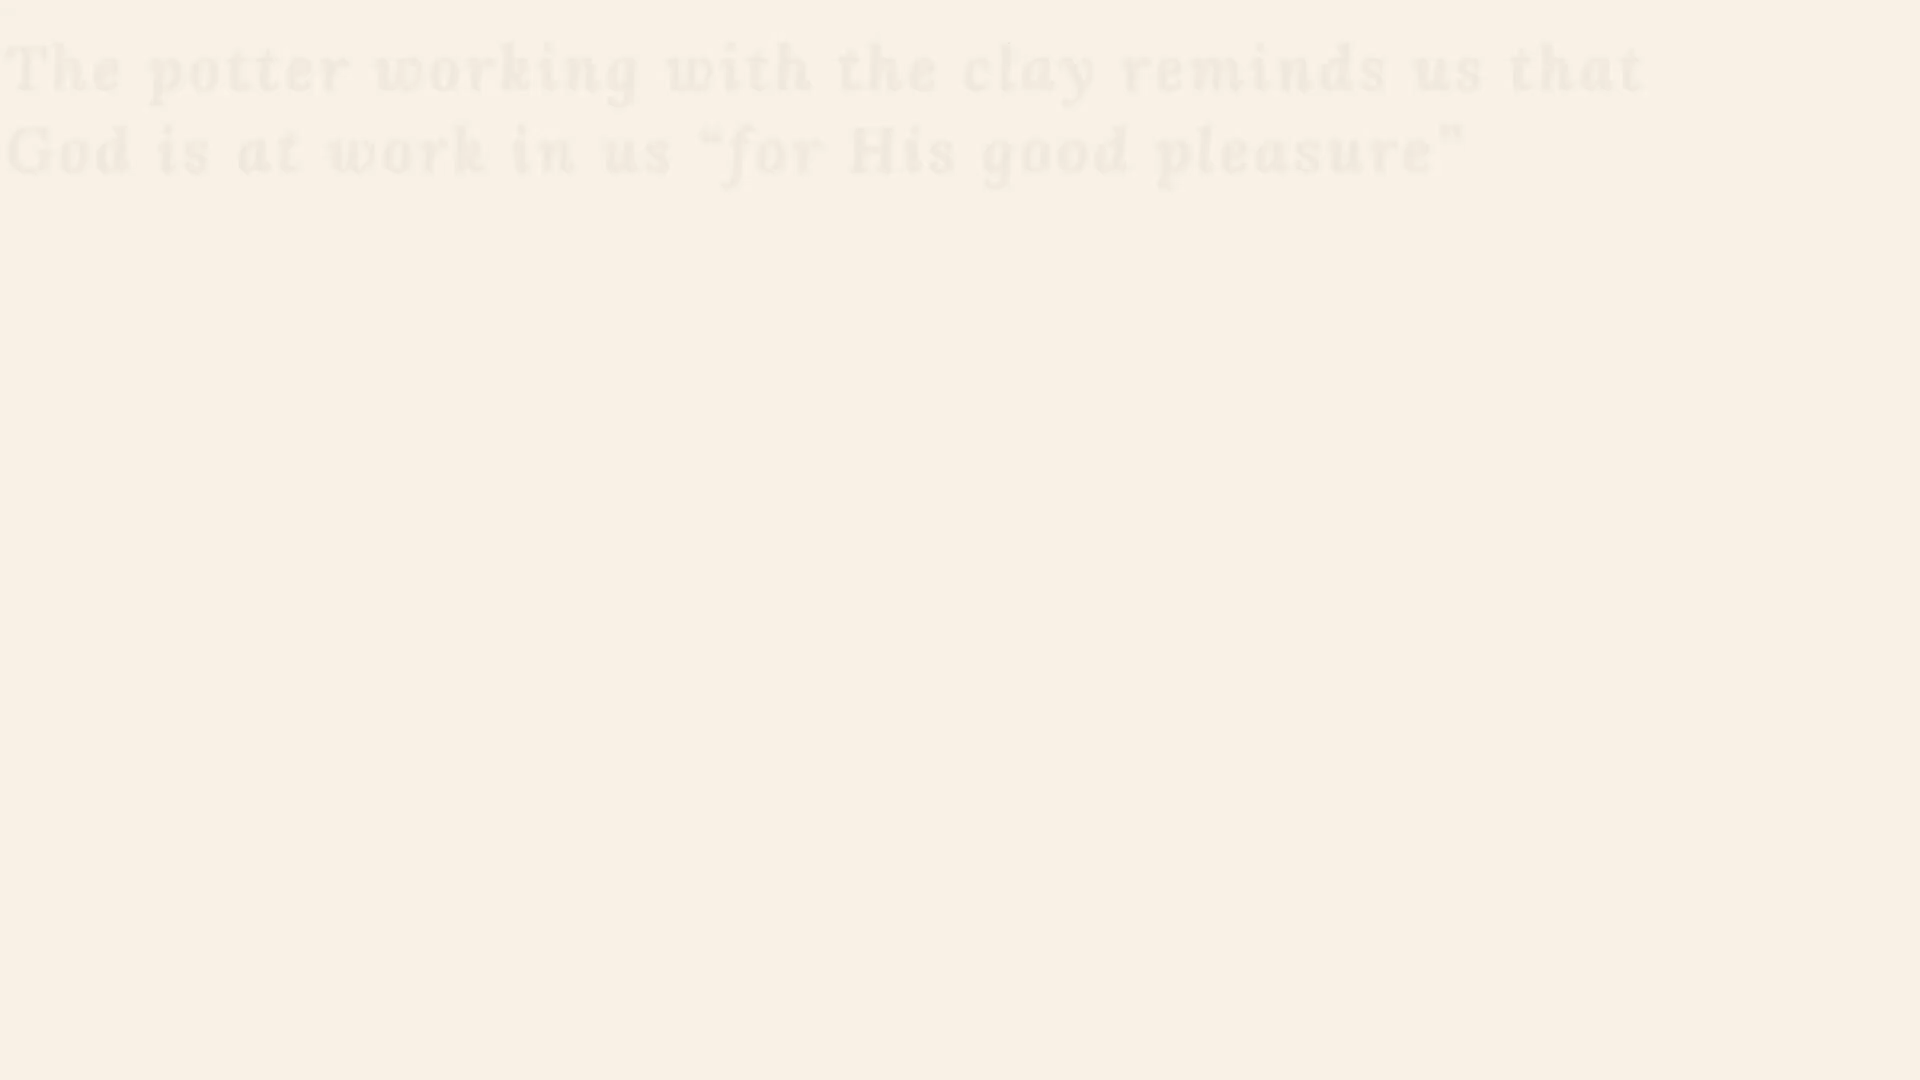 The potter working with the clay reminds us that
God is at work in us “for His good pleasure”